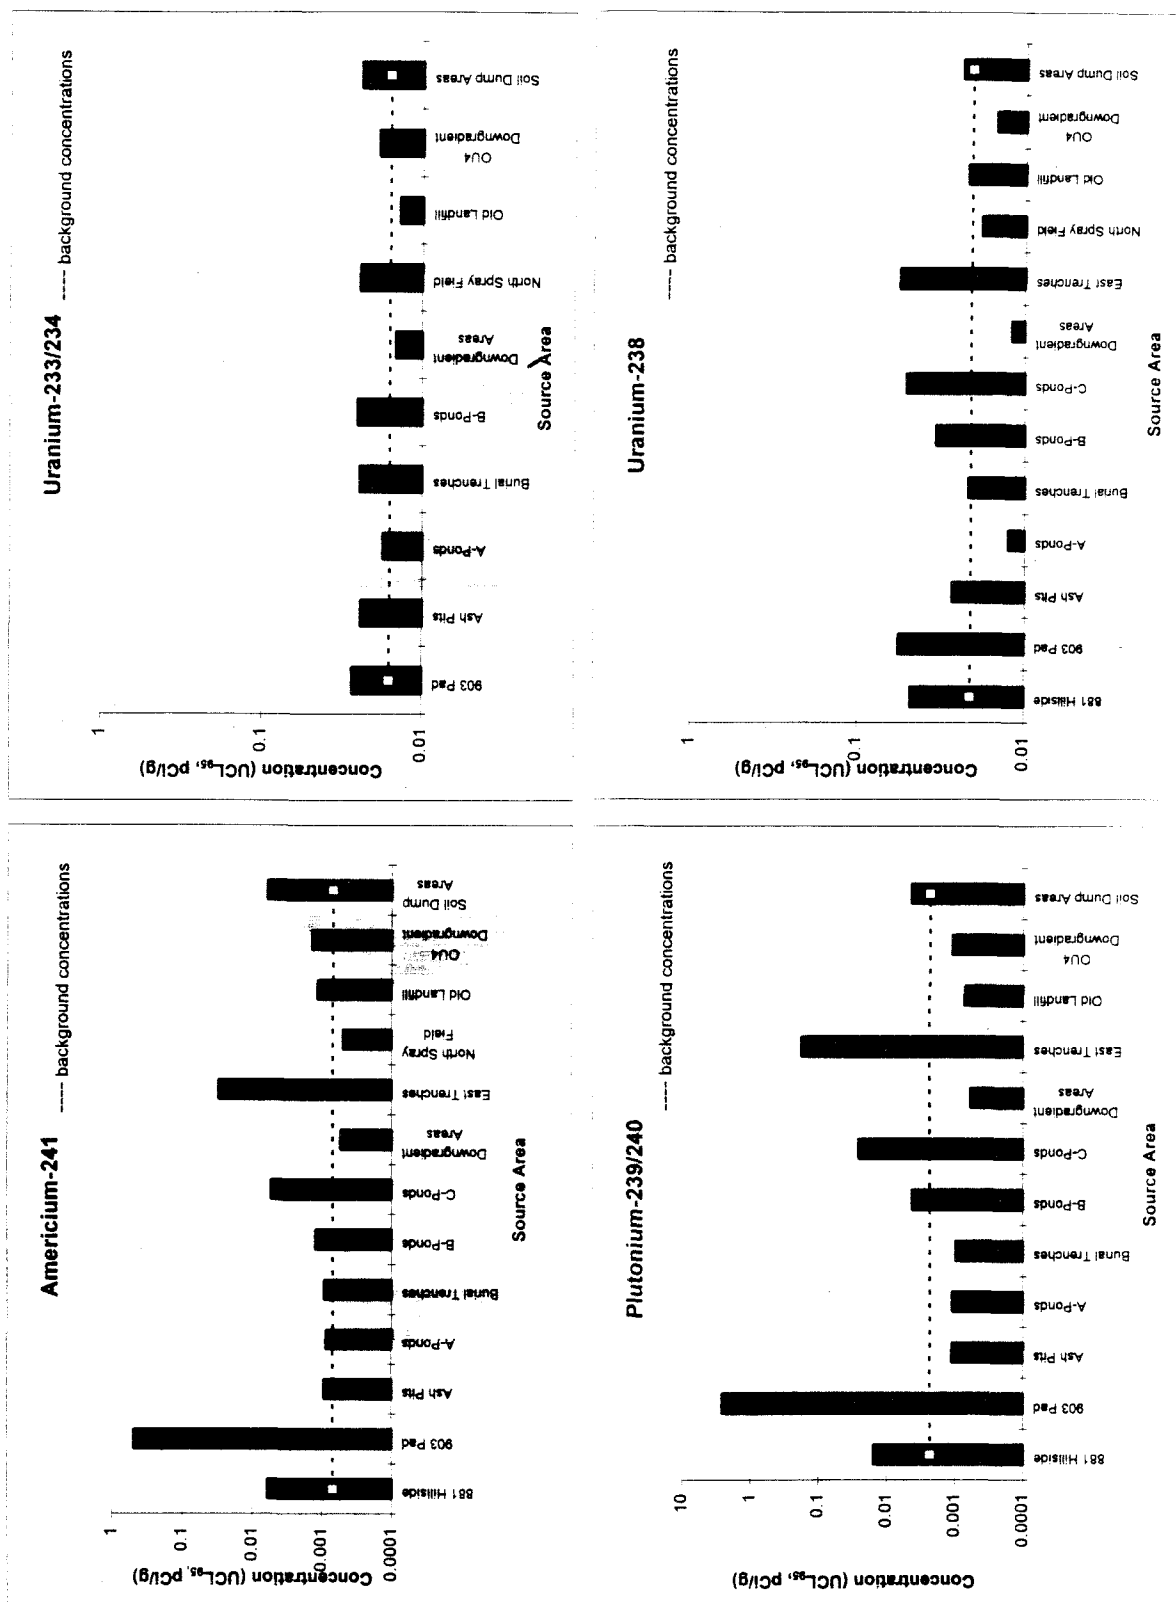 Americium-241
---- background concentrations
Concentration (UCL95, pCi/g)
1
0.1
0.01
0.001
0.0001
881 Hillside
903 Pad
Ash Pits
A-Ponds
Burial Trenches
B-Ponds
C-Ponds
Downgradient
Areas
East Trenches
North Spray
Field
Old Landfill
OU4
Downgradient
Soil Dump
Areas
Source Area
Uranium-233/234
---- background concentrations
Concentration (UCL95, pCi/g)
1
0.1
0.01
903 Pad
Ash Pits
A-Ponds
Burial Trenches
B-Ponds
Downgradient
Areas
North Spray Field
Old Landfill
OU4
Downgradient
Soil Dump Areas
Source Area
Plutonium-239/240
---- background concentrations
Concentration (UCL95, pCi/g)
10
1
0.1
0.01
0.001
0.0001
881 Hillside
903 Pad
Ash Pits
A-Ponds
Burial Trenches
B-Ponds
C-Ponds
Downgradient
Areas
East Trenches
Old Landfill
OU4
Downgradient
Soil Dump Areas
Source Area
Uranium-238
---- background concentrations
Concentration (UCL95, pCi/g)
1
0.1
0.01
881 Hillside
903 Pad
Ash Pits
A-Ponds
Burial Trenches
B-Ponds
C-Ponds
Downgradient
Areas
East Trenches
North Spray Field
Old Landfill
OU4
Downgradient
Soil Dump Areas
Source Area